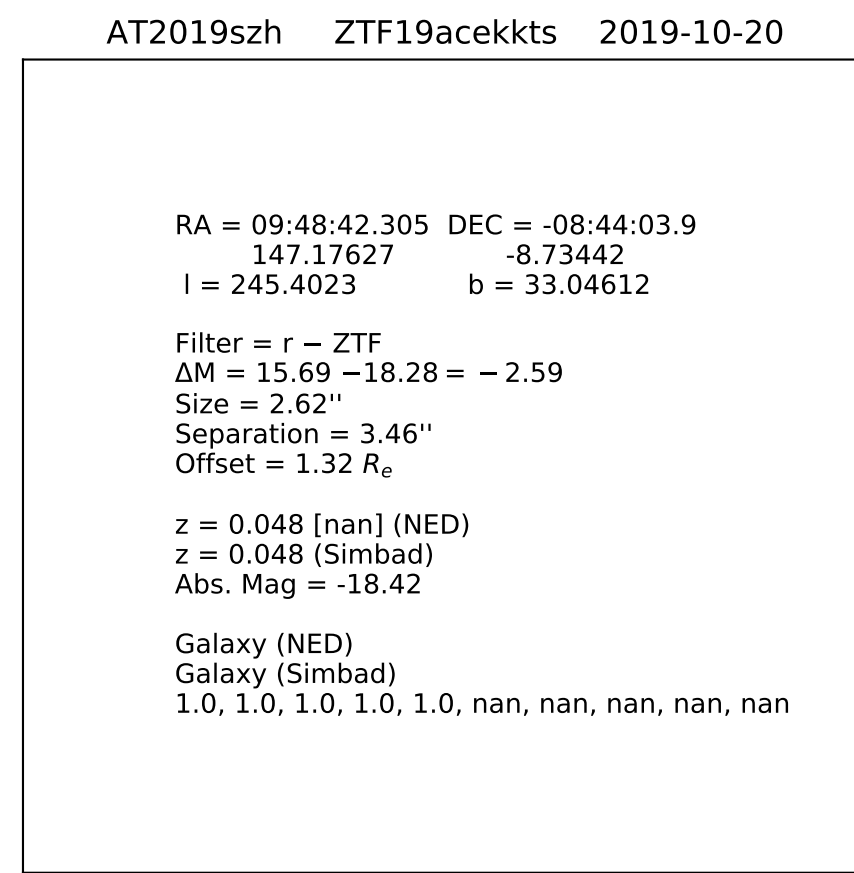 AT2019szh ZTF19acekkts 2019-10-20
RA = 09:48:42.305 DEC = -08:44:03.9
147.17627 -8.73442
l = 245.4023 b = 33.04612
Filter = r − ZTF
ΔM = 15.69 −18.28 = − 2.59
Size = 2.62''
Separation = 3.46''
Offset = 1.32 Rₑ
z = 0.048 [nan] (NED)
z = 0.048 (Simbad)
Abs. Mag = -18.42
Galaxy (NED)
Galaxy (Simbad)
1.0, 1.0, 1.0, 1.0, 1.0, nan, nan, nan, nan, nan